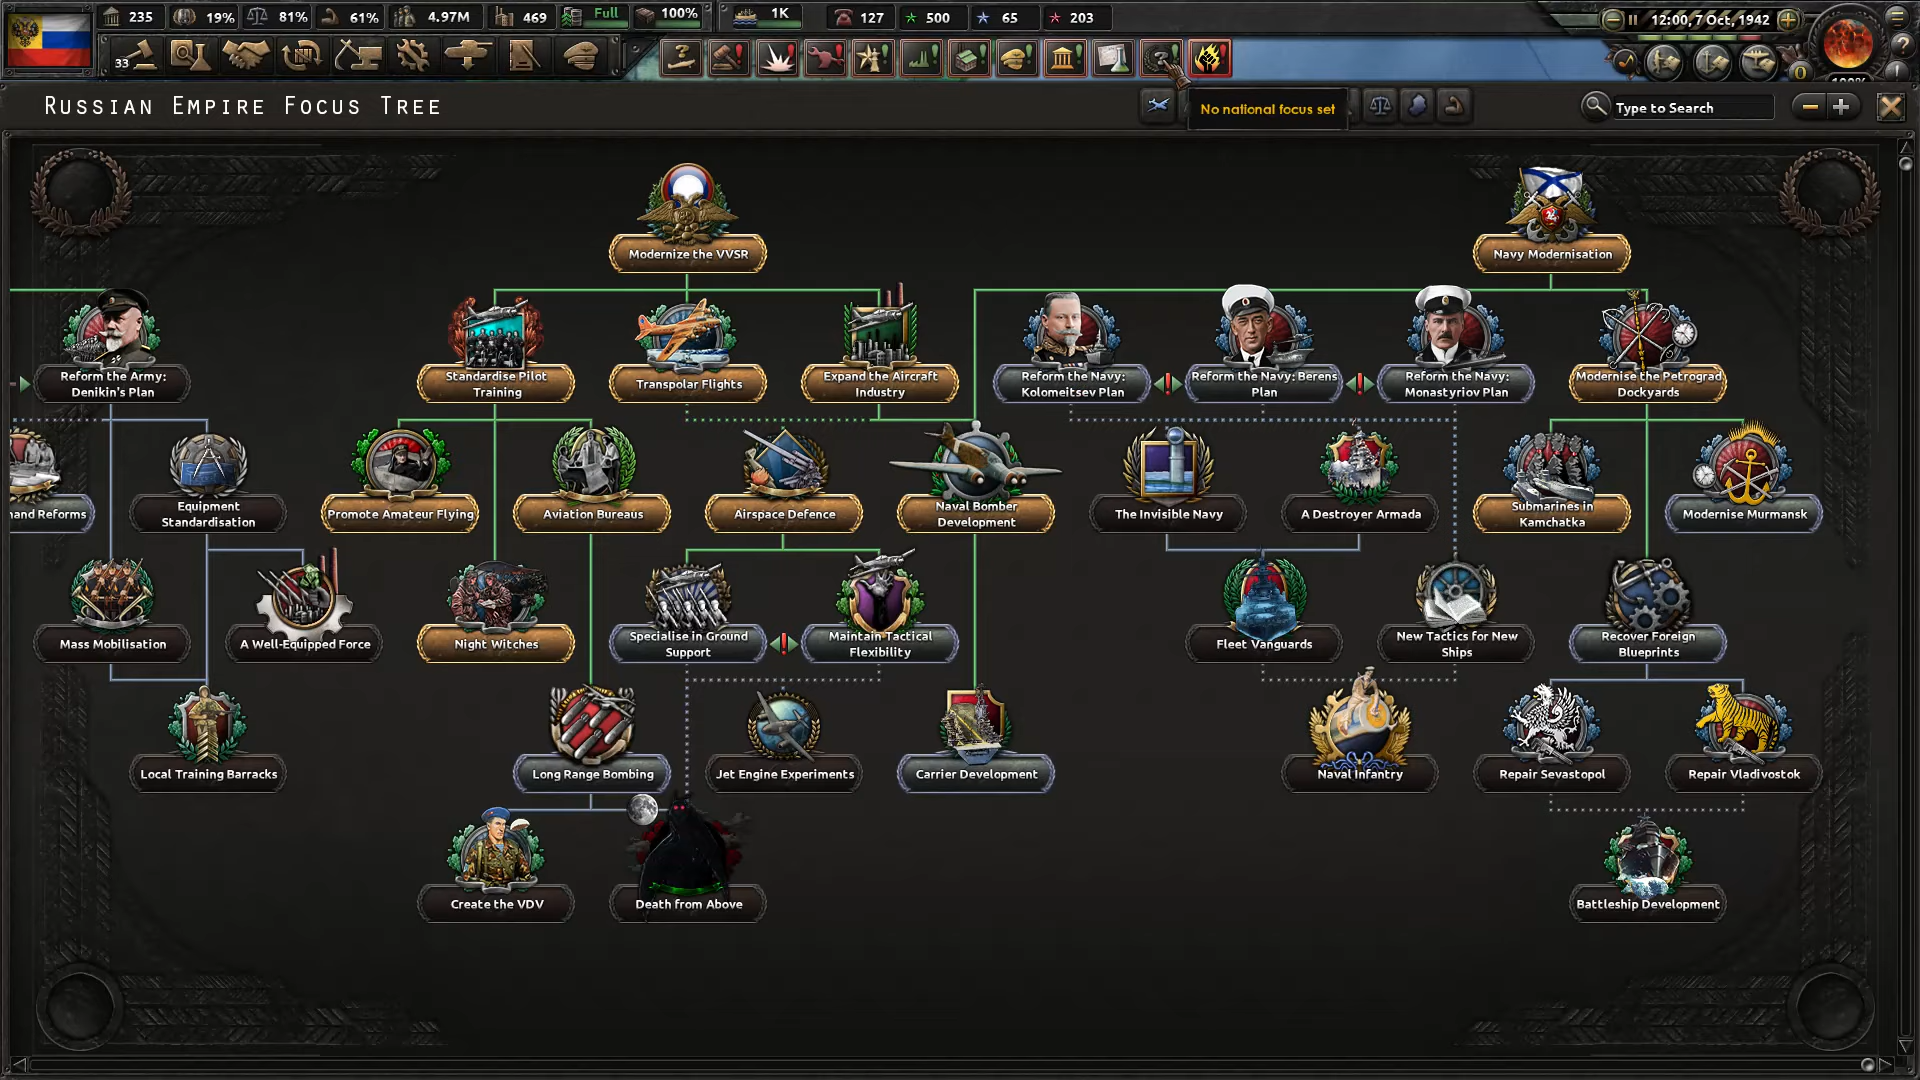 235
19%
81%
61%
4.97M
469
Full
100%
1K
127
500
65
203
12:00, 7 Oct, 1942
33
0
100%
RUSSIAN EMPIRE FOCUS TREE
No national focus set
Type to Search
Modernize the VVSR
Navy Modernisation
Reform the Army:
Denikin's Plan
Standardise Pilot
Training
Transpolar Flights
Expand the Aircraft
Industry
Reform the Navy:
Kolomeitsev Plan
Reform the Navy: Berens
Plan
Reform the Navy:
Monastyriov Plan
Modernise the Petrograd
Dockyards
and Reforms
Equipment
Standardisation
Promote Amateur Flying
Aviation Bureaus
Airspace Defence
Naval Bomber
Development
The Invisible Navy
A Destroyer Armada
Submarines in
Kamchatka
Modernise Murmansk
Mass Mobilisation
A Well-Equipped Force
Night Witches
Specialise in Ground
Support
Maintain Tactical
Flexibility
Fleet Vanguards
New Tactics for New
Ships
Recover Foreign
Blueprints
Local Training Barracks
Long Range Bombing
Jet Engine Experiments
Carrier Development
Naval Infantry
Repair Sevastopol
Repair Vladivostok
Create the VDV
Death from Above
Battleship Development